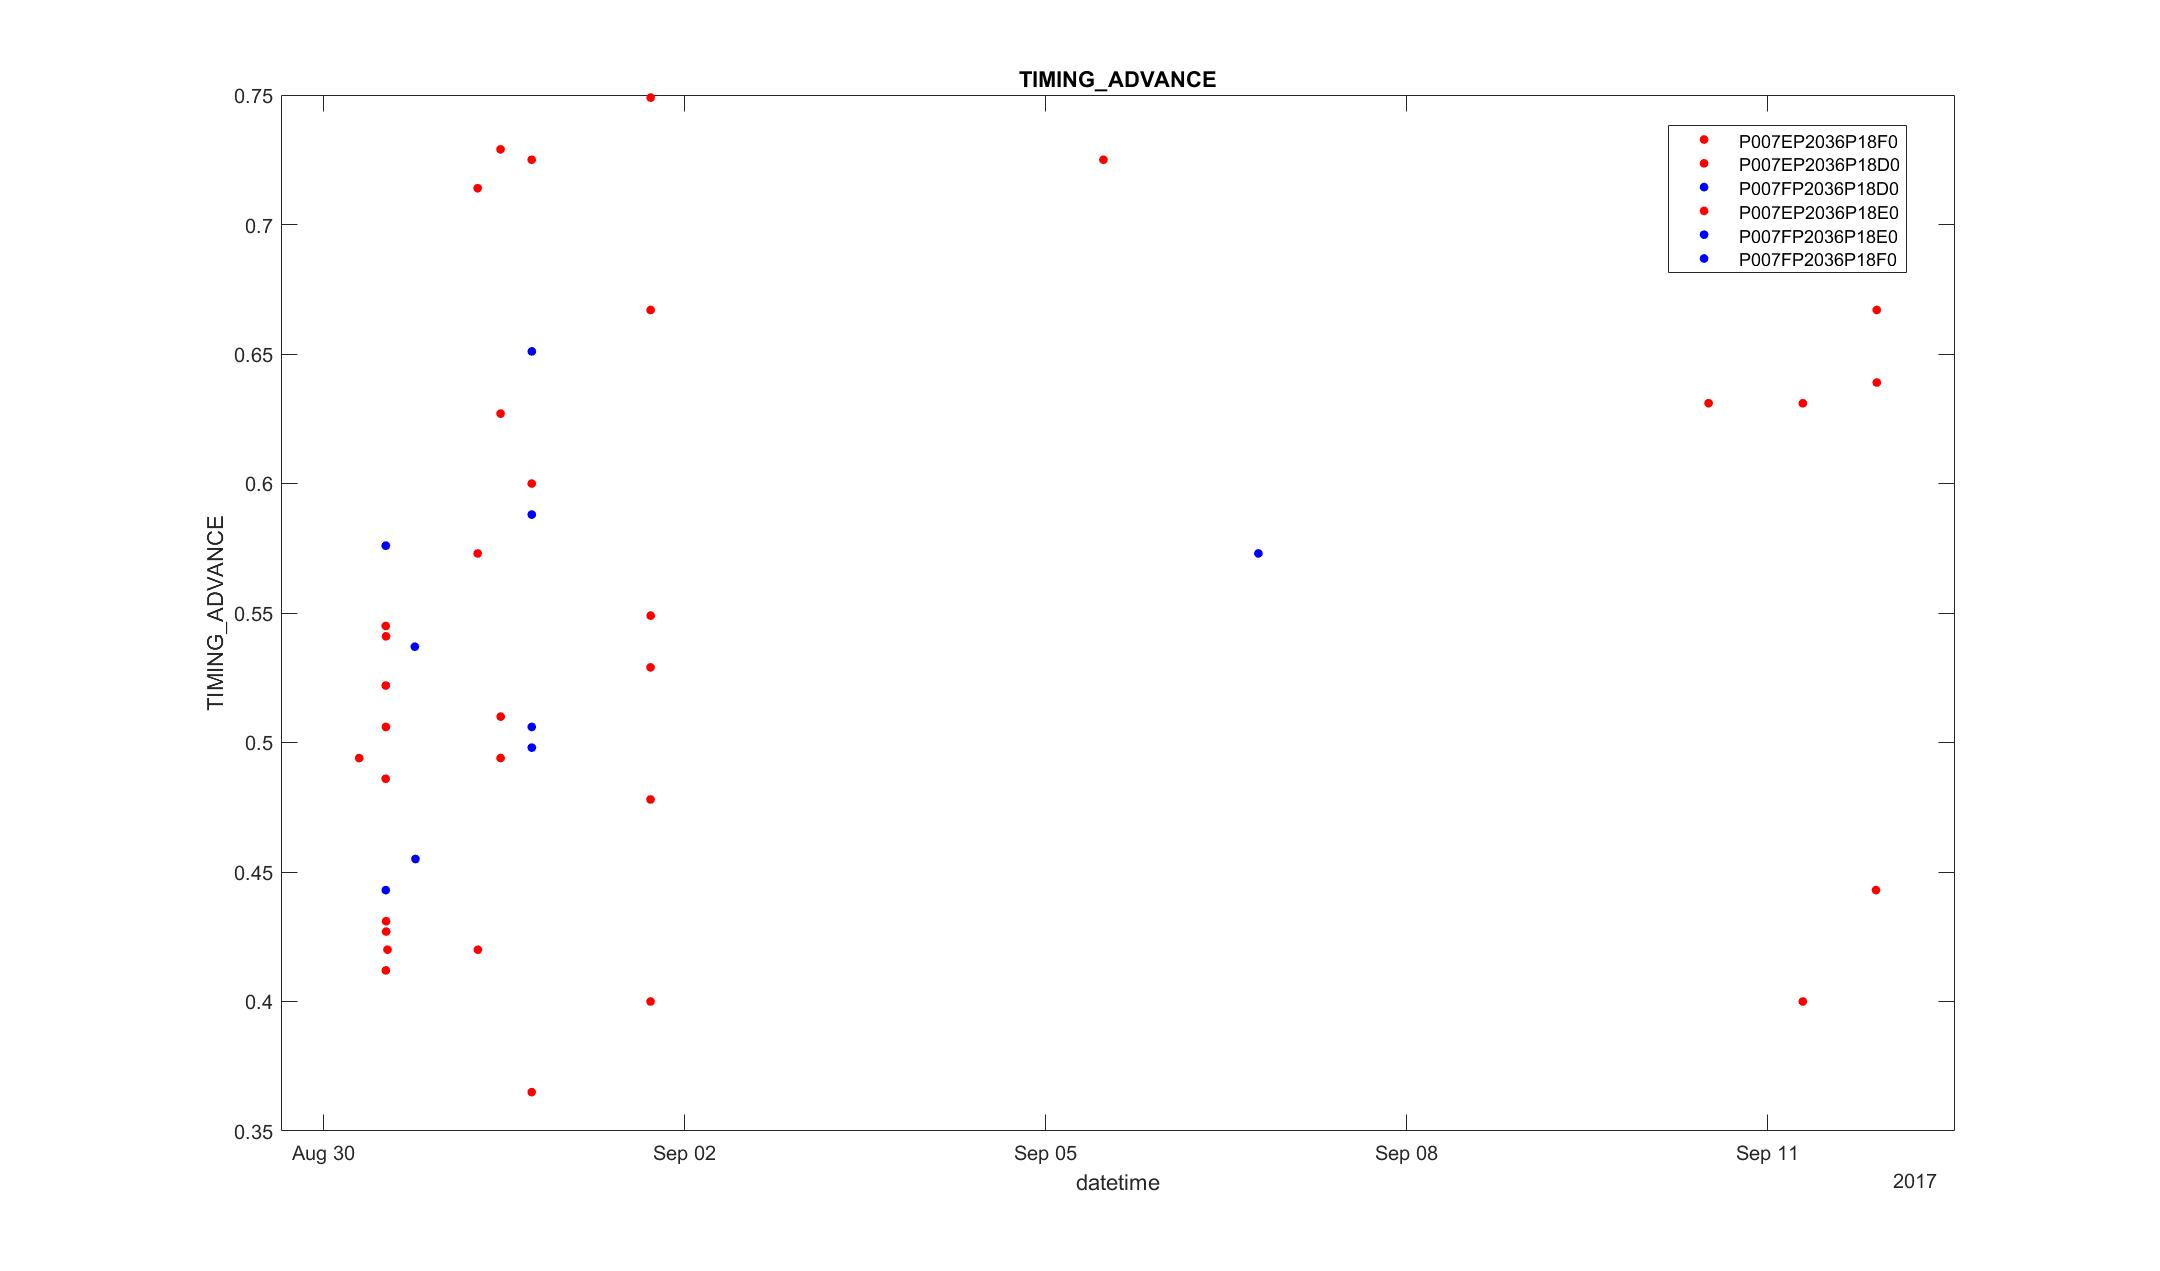 TIMING_ADVANCE
0.75
0.7
0.65
0.6
0.55
0.5
0.45
0.4
0.35
TIMING_ADVANCE
P007EP2036P18F0
P007EP2036P18D0
P007FP2036P18D0
P007EP2036P18E0
P007FP2036P18E0
P007FP2036P18F0
Aug 30 Sep 02 Sep 05 Sep 08 Sep 11
datetime
2017